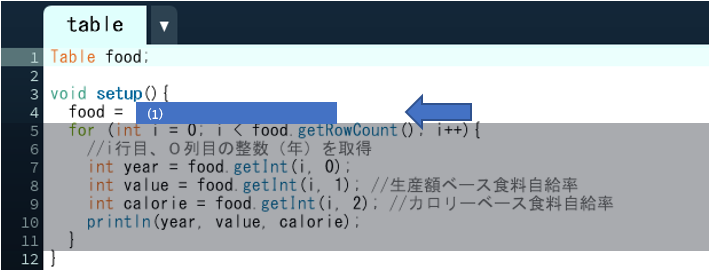 table ▼
1 Table food;
2
3 void setup(){
4 food = (1)
5 for (int i = 0; i < food.getRowCount(); i++){
6 //i行目、0列目の整数（年）を取得
7 int year = food.getInt(i, 0);
8 int value = food.getInt(i, 1); //生産額ベース食料自給率
9 int calorie = food.getInt(i, 2); //カロリーベース食料自給率
10 println(year, value, calorie);
11 }
12 }